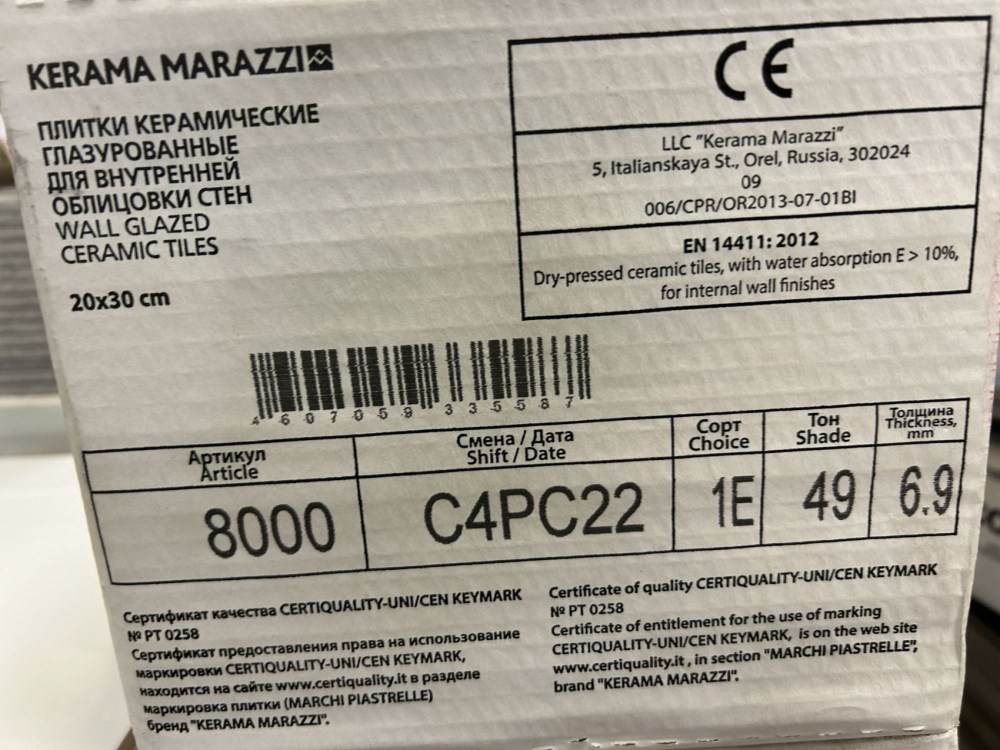 KERAMA MARAZZI
ПЛИТКИ КЕРАМИЧЕСКИЕ
ГЛАЗУРОВАННЫЕ
ДЛЯ ВНУТРЕННЕЙ
ОБЛИЦОВКИ СТЕН
WALL GLAZED
CERAMIC TILES
20x30 cm
CE
LLC "Kerama Marazzi"
5, Italianskaya St., Orel, Russia, 302024
09
006/CPR/OR2013-07-01BI
EN 14411: 2012
Dry-pressed ceramic tiles, with water absorption E > 10%,
for internal wall finishes
4 607059 335587
Артикул
Article
8000
Смена / Дата
Shift / Date
C4PC22
Сорт
Choice
1E
Тон
Shade
49
Толщина
Thickness,
mm
6.9
Сертификат качества CERTIQUALITY-UNI/CEN KEYMARK
№ PT 0258
Сертификат предоставления права на использование
маркировки CERTIQUALITY-UNI/CEN KEYMARK,
находится на сайте www.certiquality.it в разделе
маркировка плитки (MARCHI PIASTRELLE)
бренд "KERAMA MARAZZI".
Certificate of quality CERTIQUALITY-UNI/CEN KEYMARK
№ PT 0258
Certificate of entitlement for the use of marking
CERTIQUALITY-UNI/CEN KEYMARK, is on the web site
www.certiquality.it , in section "MARCHI PIASTRELLE",
brand "KERAMA MARAZZI".